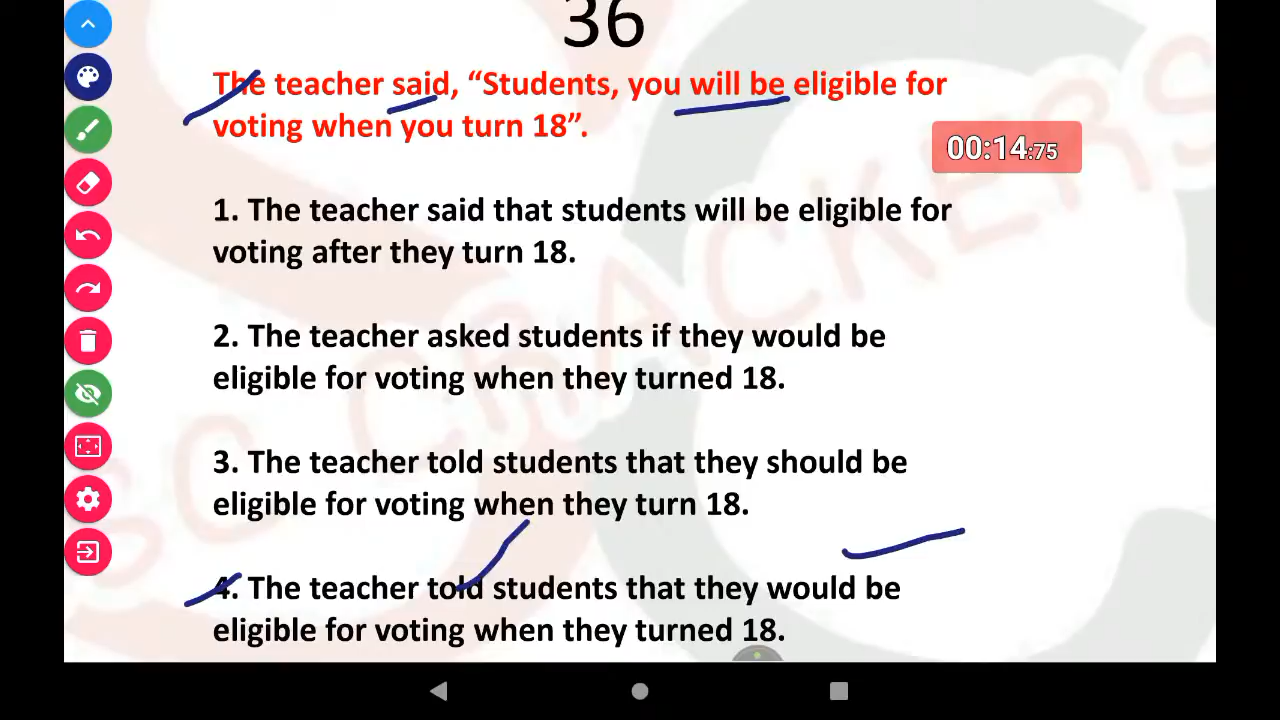 36
The teacher said, “Students, you will be eligible for
voting when you turn 18”.
00:14:75
1. The teacher said that students will be eligible for
voting after they turn 18.
2. The teacher asked students if they would be
eligible for voting when they turned 18.
3. The teacher told students that they should be
eligible for voting when they turn 18.
4. The teacher told students that they would be
eligible for voting when they turned 18.